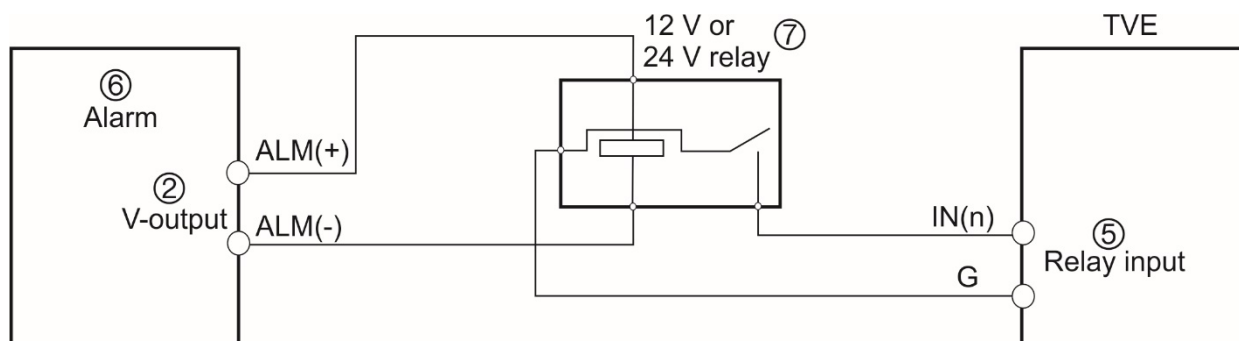 12 V or
24 V relay ⑦
TVE
⑥
Alarm
ALM(+)
②
V-output
ALM(-)
IN(n)
⑤
Relay input
G